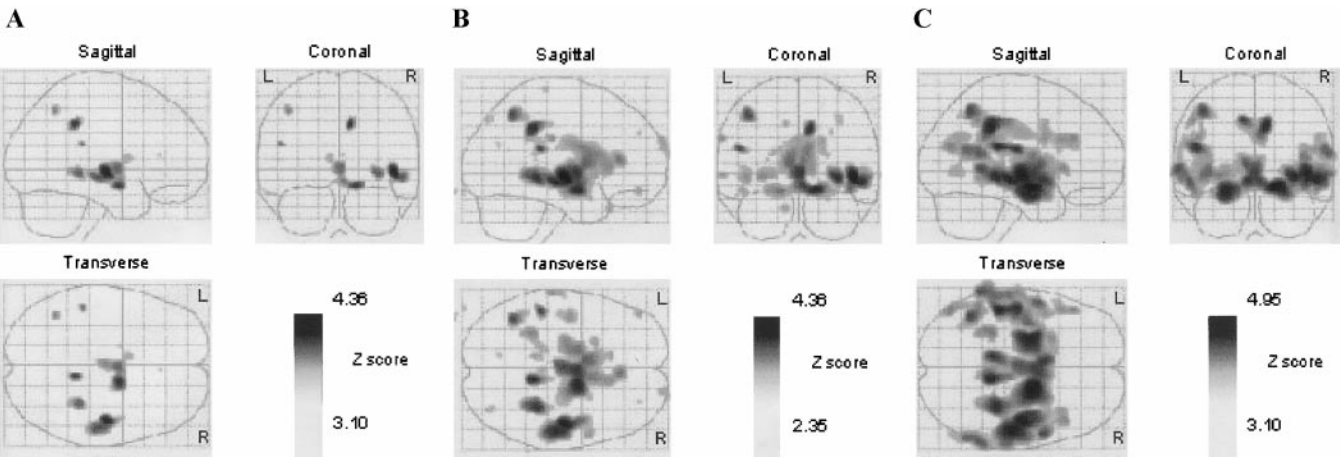 A
Sagittal
Coronal
L
R
Transverse
L
R
4.36
Z score
3.10
B
Sagittal
Coronal
L
R
Transverse
L
R
4.36
Z score
2.35
C
Sagittal
Coronal
L
R
Transverse
L
R
4.95
Z score
3.10